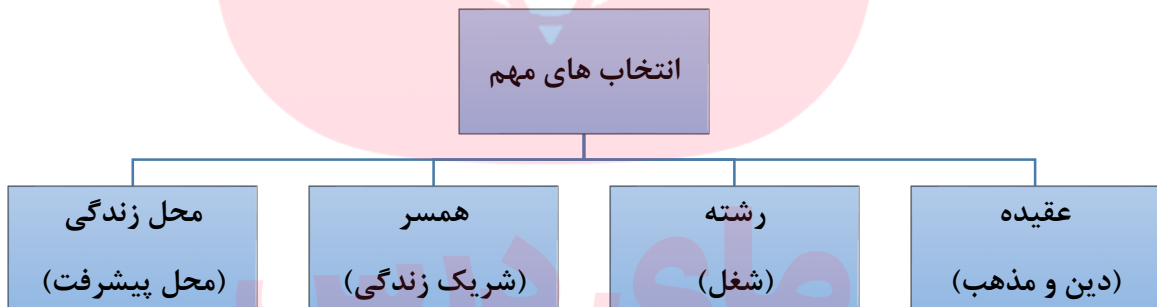 انتخاب های مهم
عقیده
(دین و مذهب)
رشته
(شغل)
همسر
(شریک زندگی)
محل زندگی
(محل پیشرفت)